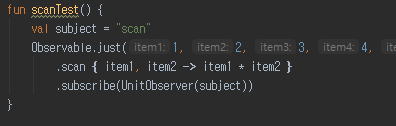 fun scanTest() {
val subject = "scan"
Observable.just( item1: 1, item2: 2, item3: 3, item4: 4,
.scan { item1, item2 -> item1 * item2 }
.subscribe(UnitObserver(subject))
}